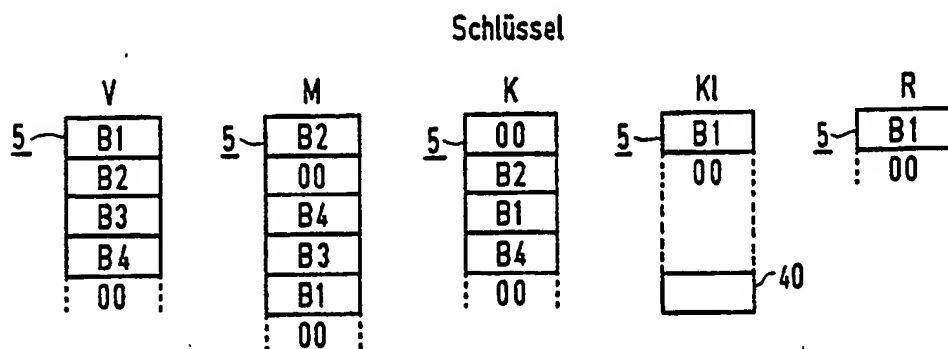 Schlüssel
V M K Kl R
5 B1 5 B2 5 00 5 B1 5 B1
B2 00 B2 00 00
B3 B4 B1
B4 B3 B4
00 B1 00 40
00